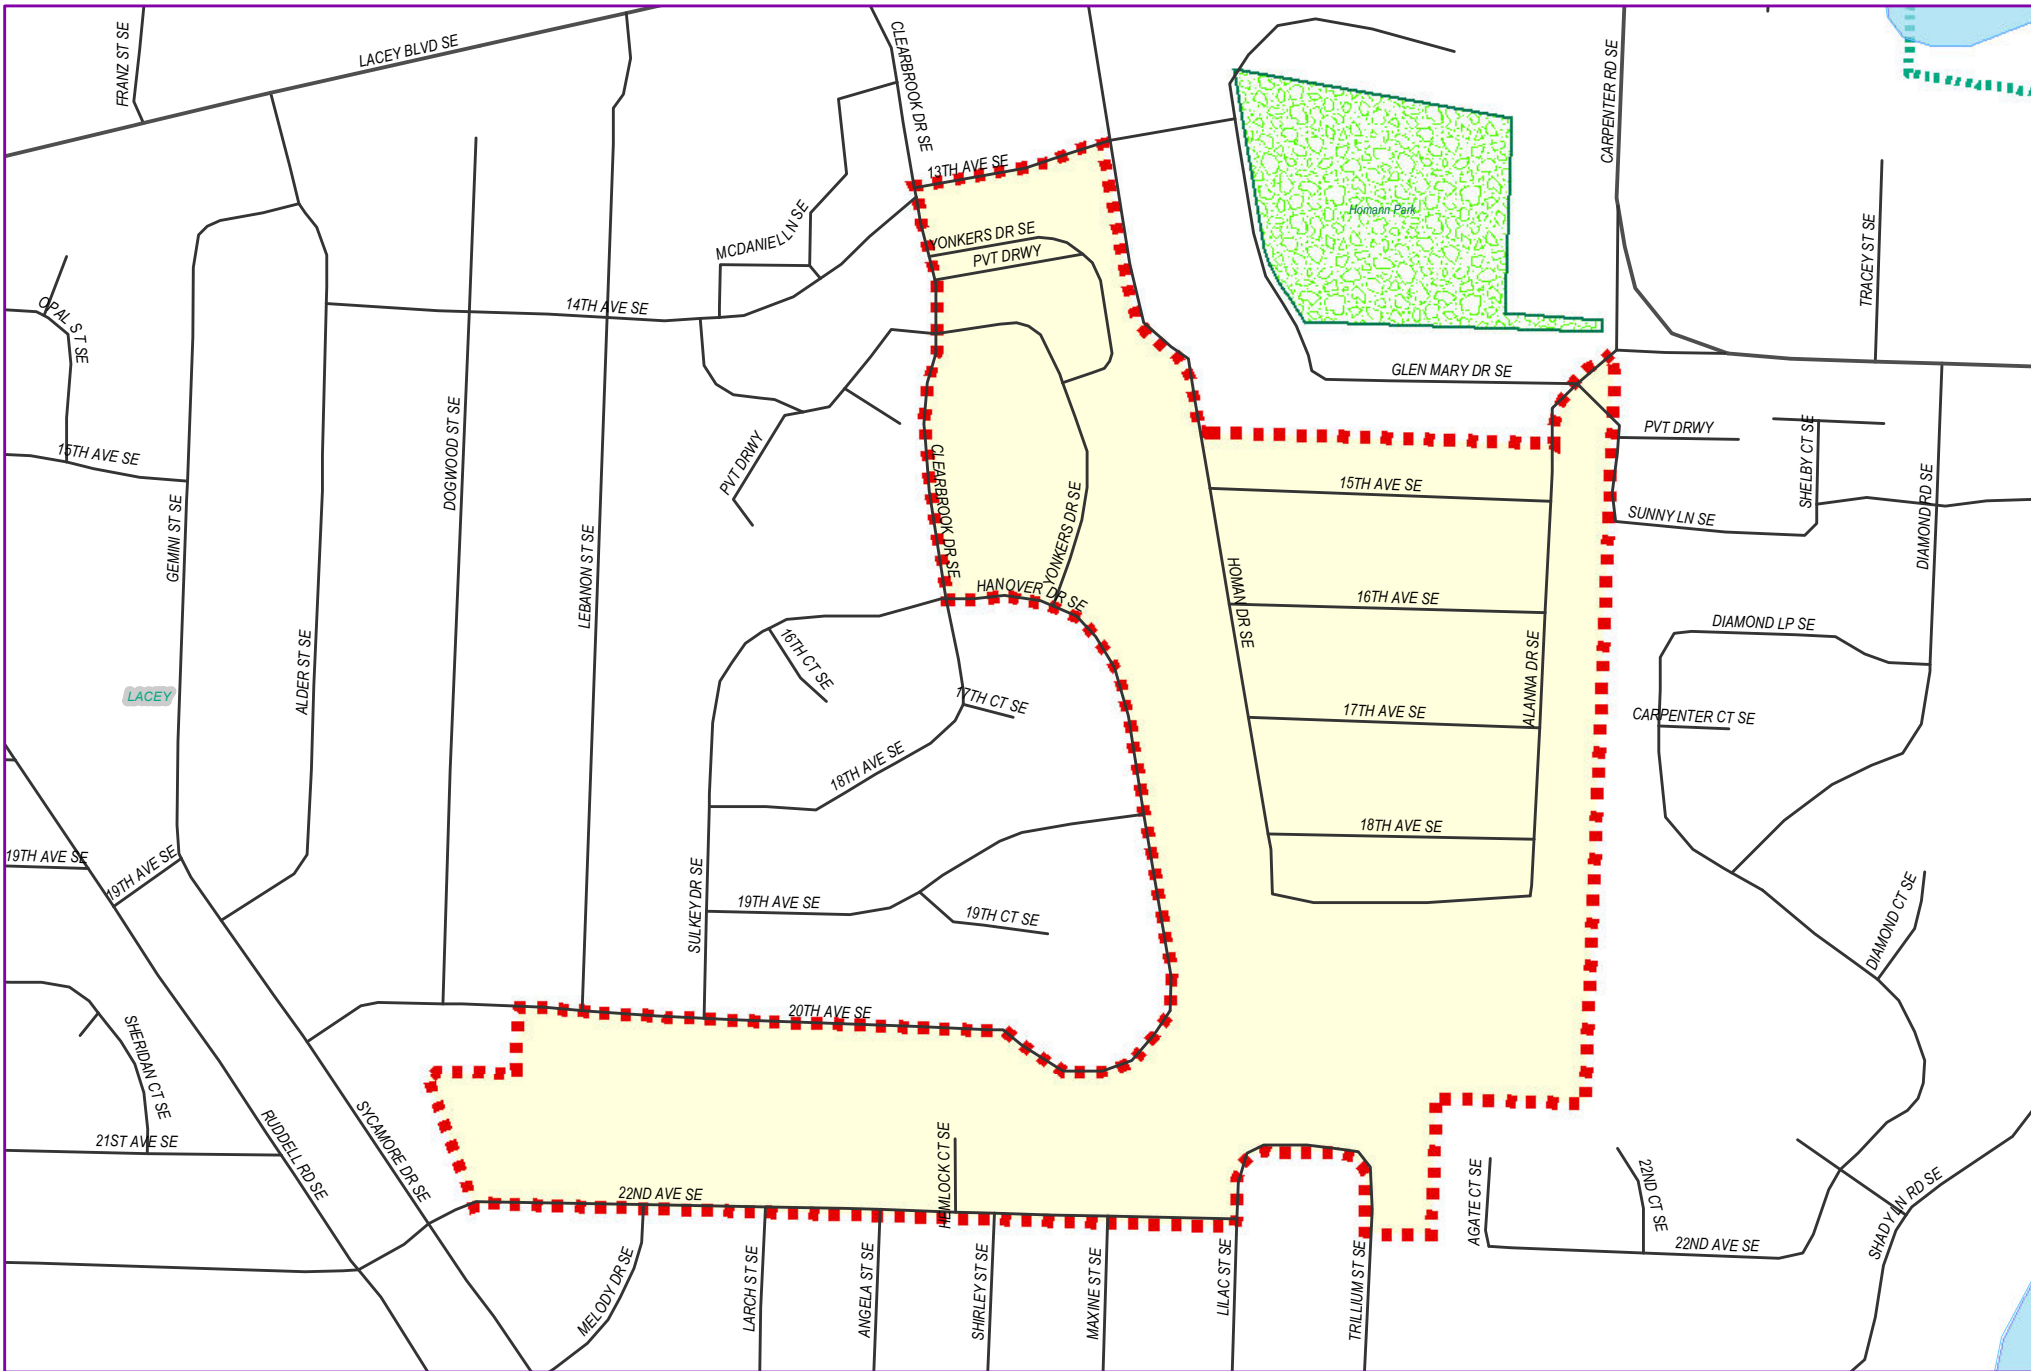 FRANZ ST SE
LACEY BLVD SE
CLEARBROOK DR SE
CARPENTER RD SE
13TH AVE SE
Homann Park
TRACEY ST SE
MCDANIEL LN SE
YONKERS DR SE
PVT DRWY
OPAL ST SE
14TH AVE SE
GLEN MARY DR SE
PVT DRWY
SHELBY CT SE
15TH AVE SE
DOGWOOD ST SE
PVT DRWY
CLEARBROOK DR SE
15TH AVE SE
SUNNY LN SE
DIAMOND RD SE
GEMINI ST SE
LEBANON ST SE
YONKERS DR SE
HANOVER DR SE
HOMAN DR SE
16TH AVE SE
DIAMOND LP SE
ALDER ST SE
16TH CT SE
LACEY
17TH CT SE
17TH AVE SE
ALANNA DR SE
CARPENTER CT SE
18TH AVE SE
18TH AVE SE
19TH AVE SE
19TH AVE SE
SULKEY DR SE
19TH AVE SE
19TH CT SE
DIAMOND CT SE
20TH AVE SE
SHERIDAN CT SE
21ST AVE SE
RUDDELL RD SE
SYCAMORE DR SE
22ND AVE SE
HEMLOCK CT SE
AGATE CT SE
22ND CT SE
22ND AVE SE
SHADY LN RD SE
MELODY DR SE
LARCH ST SE
ANGELA ST SE
SHIRLEY ST SE
MAXINE ST SE
LILAC ST SE
TRILLIUM ST SE